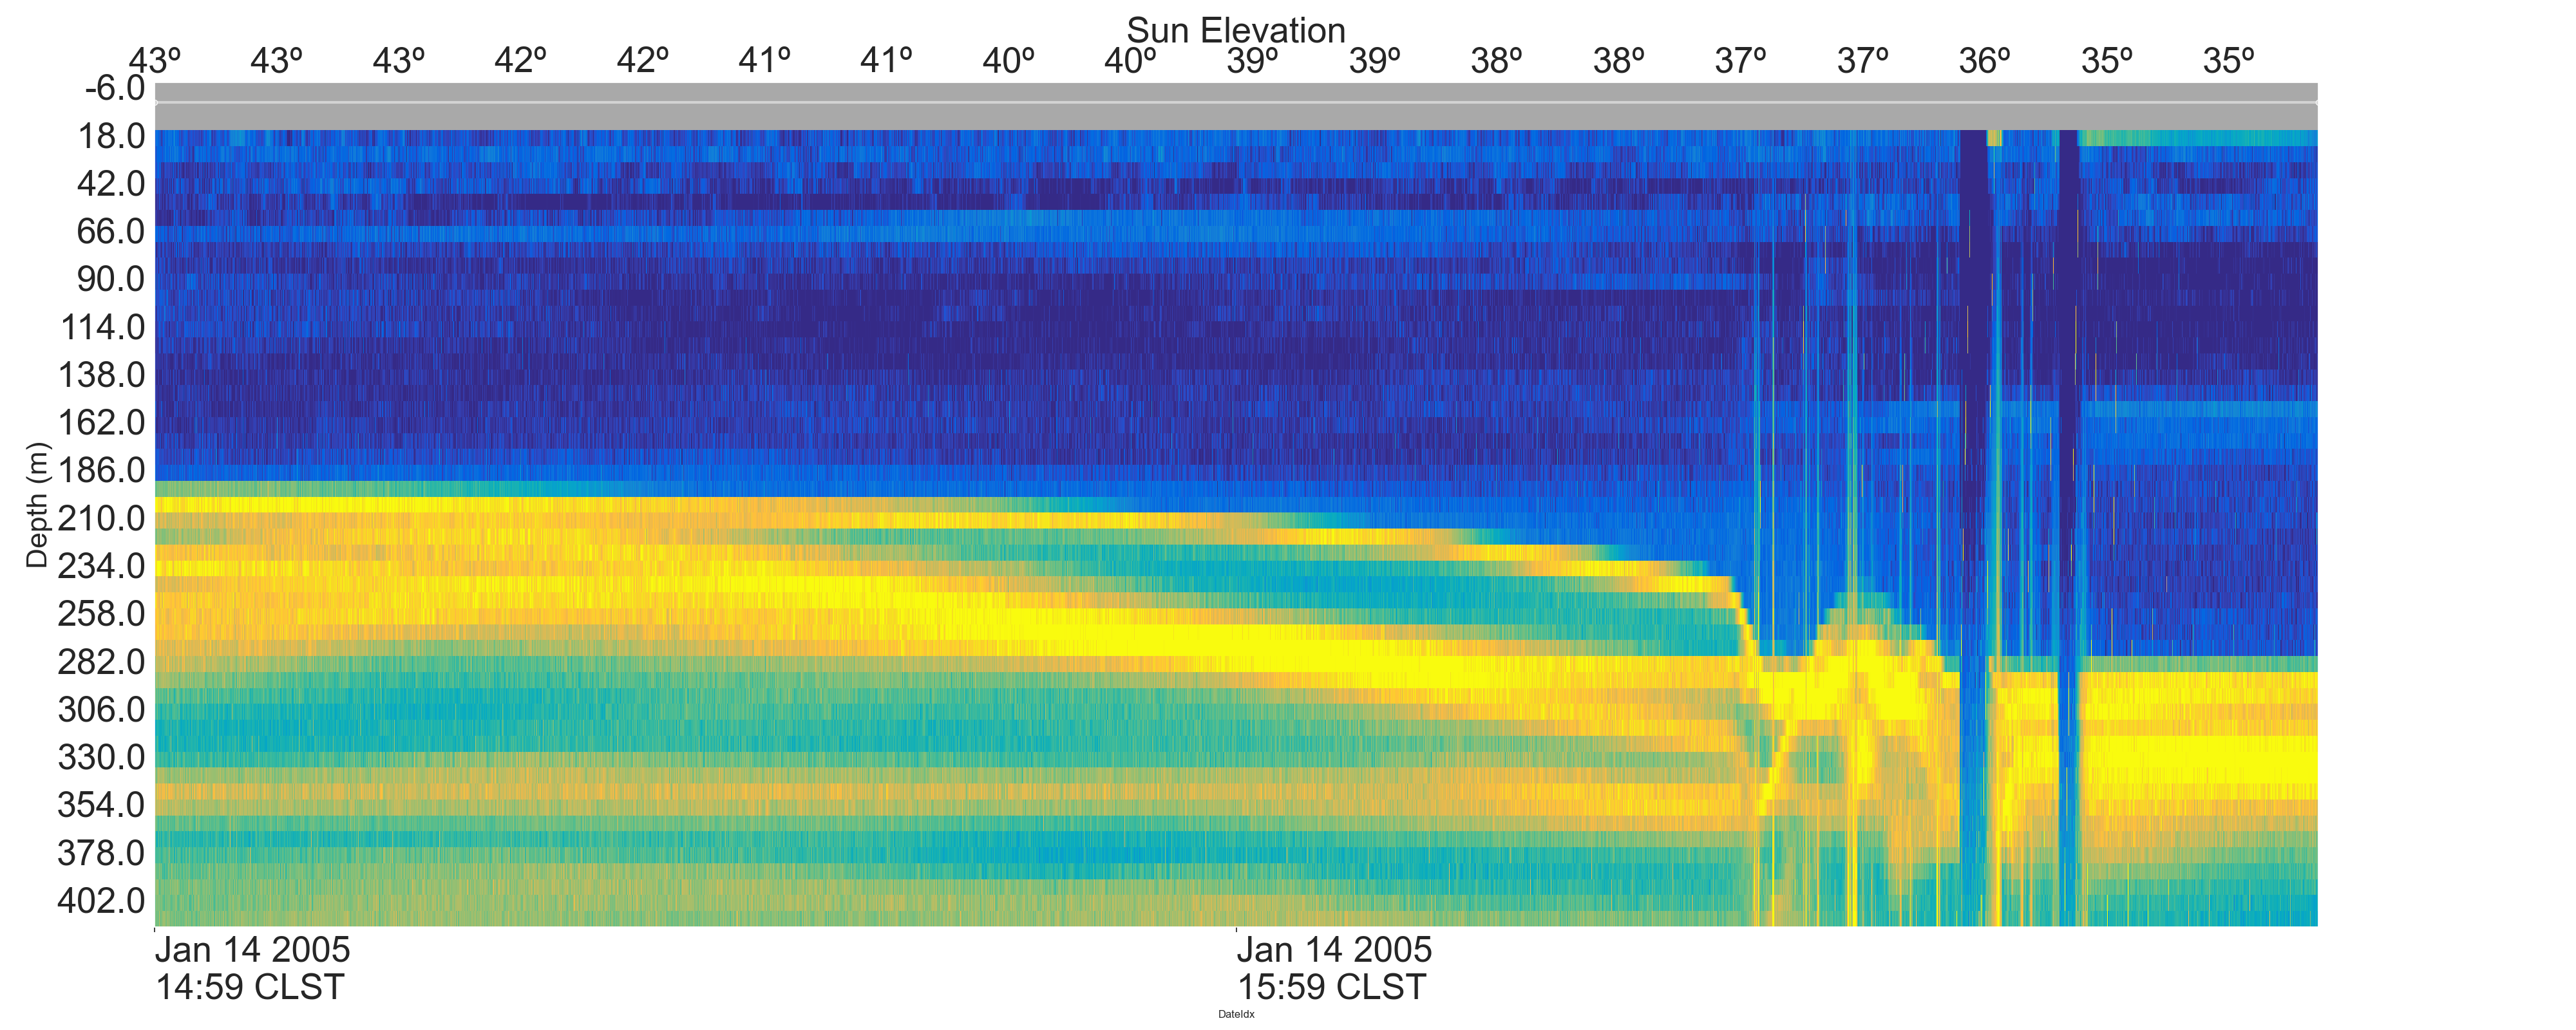 Sun Elevation
43º 43º 43º 42º 42º 41º 41º 40º 40º 39º 39º 38º 38º 37º 37º 36º 35º 35º
-6.0
18.0
42.0
66.0
90.0
114.0
138.0
162.0
186.0
210.0
234.0
258.0
282.0
306.0
330.0
354.0
378.0
402.0
Depth (m)
Jan 14 2005
14:59 CLST
Jan 14 2005
15:59 CLST
DateIdx